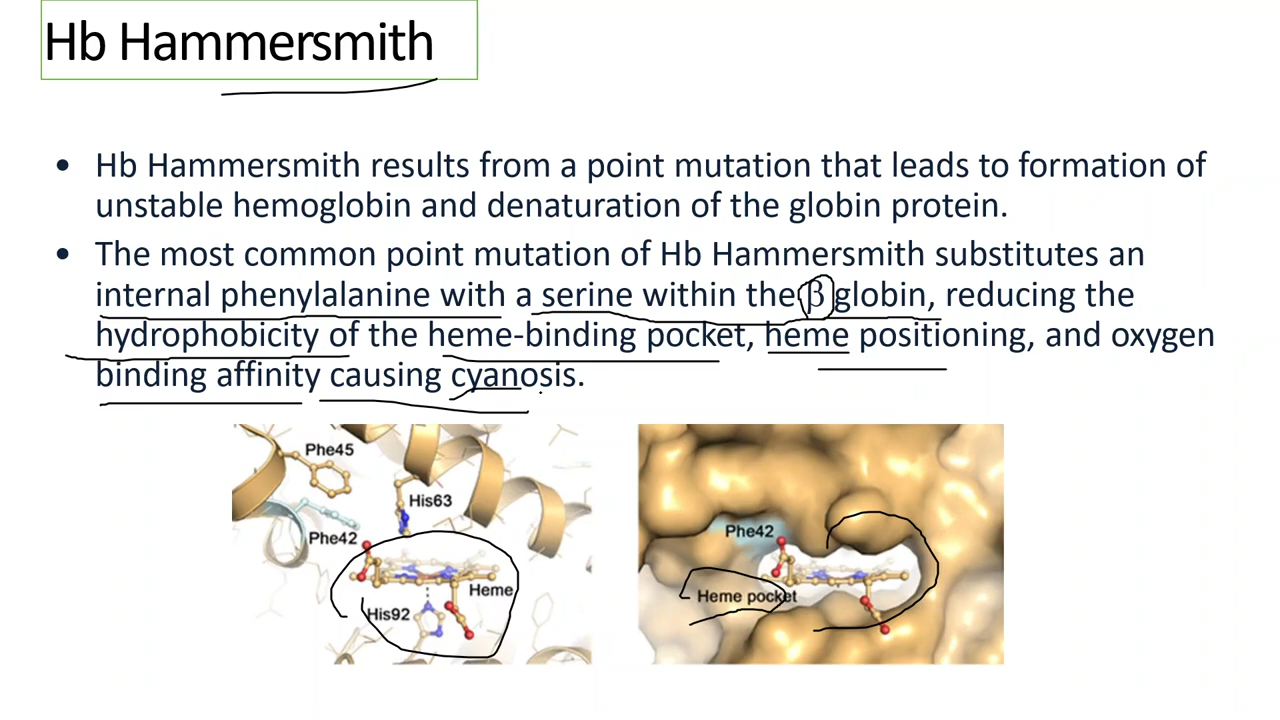 Hb Hammersmith
• Hb Hammersmith results from a point mutation that leads to formation of
unstable hemoglobin and denaturation of the globin protein.
• The most common point mutation of Hb Hammersmith substitutes an
internal phenylalanine with a serine within the β globin, reducing the
hydrophobicity of the heme-binding pocket, heme positioning, and oxygen
binding affinity causing cyanosis.
Phe45
His63
Phe42
Heme
His92
Phe42
Heme pocket